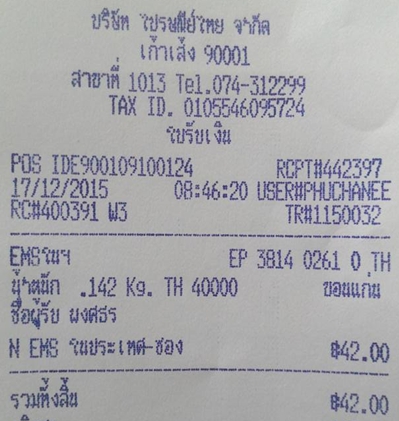 บริษัท ไปรษณีย์ไทย จำกัด
เก้าเส้ง 90001
สาขาที่ 1013 Tel.074-312299
TAX ID. 0105546095724
ใบรับเงิน
POS IDE900109100124 RCPT#442397
17/12/2015 08:46:20 USER#PHUCHANEE
RC#400391 W3 TR#1150032
EMSในฯ EP 3814 0261 0 TH
น้ำหนัก .142 Kg. TH 40000 ขอนแก่น
ชื่อผู้รับ ผงศธร
N EMS ในประเทศ-ซอง ฿42.00
รวมทั้งสิ้น ฿42.00